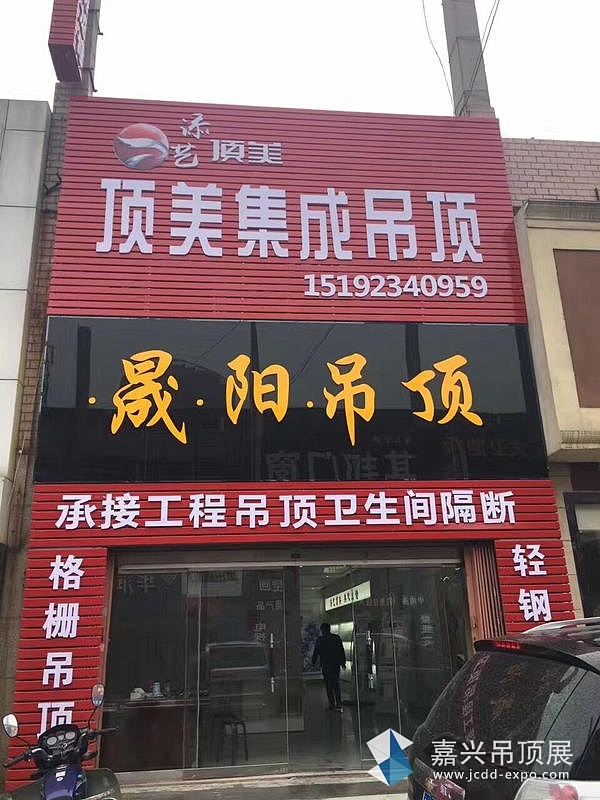 添艺顶美
顶美集成吊顶
15192340959
·晟·阳·吊顶
承接工程吊顶卫生间隔断
格栅吊顶
轻钢
嘉兴吊顶展
www.jcdd-expo.com